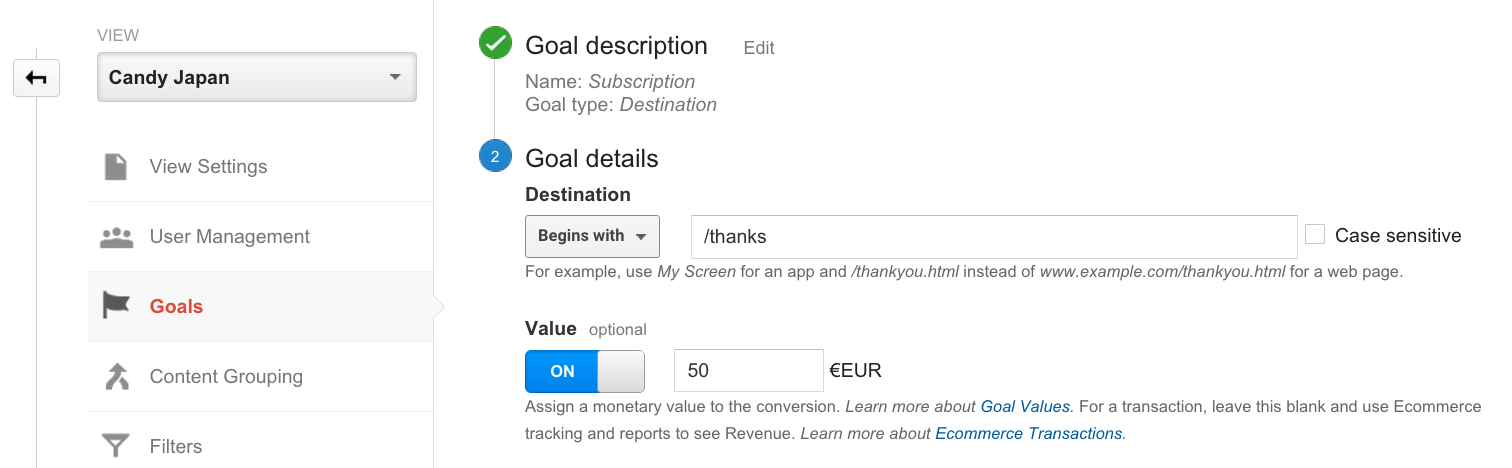 VIEW
Candy Japan
View Settings
User Management
Goals
Content Grouping
Filters
Goal description Edit
Name: Subscription
Goal type: Destination
2 Goal details
Destination
Begins with /thanks Case sensitive
For example, use My Screen for an app and /thankyou.html instead of www.example.com/thankyou.html for a web page.
Value optional
ON 50 €EUR
Assign a monetary value to the conversion. Learn more about Goal Values. For a transaction, leave this blank and use Ecommerce
tracking and reports to see Revenue. Learn more about Ecommerce Transactions.